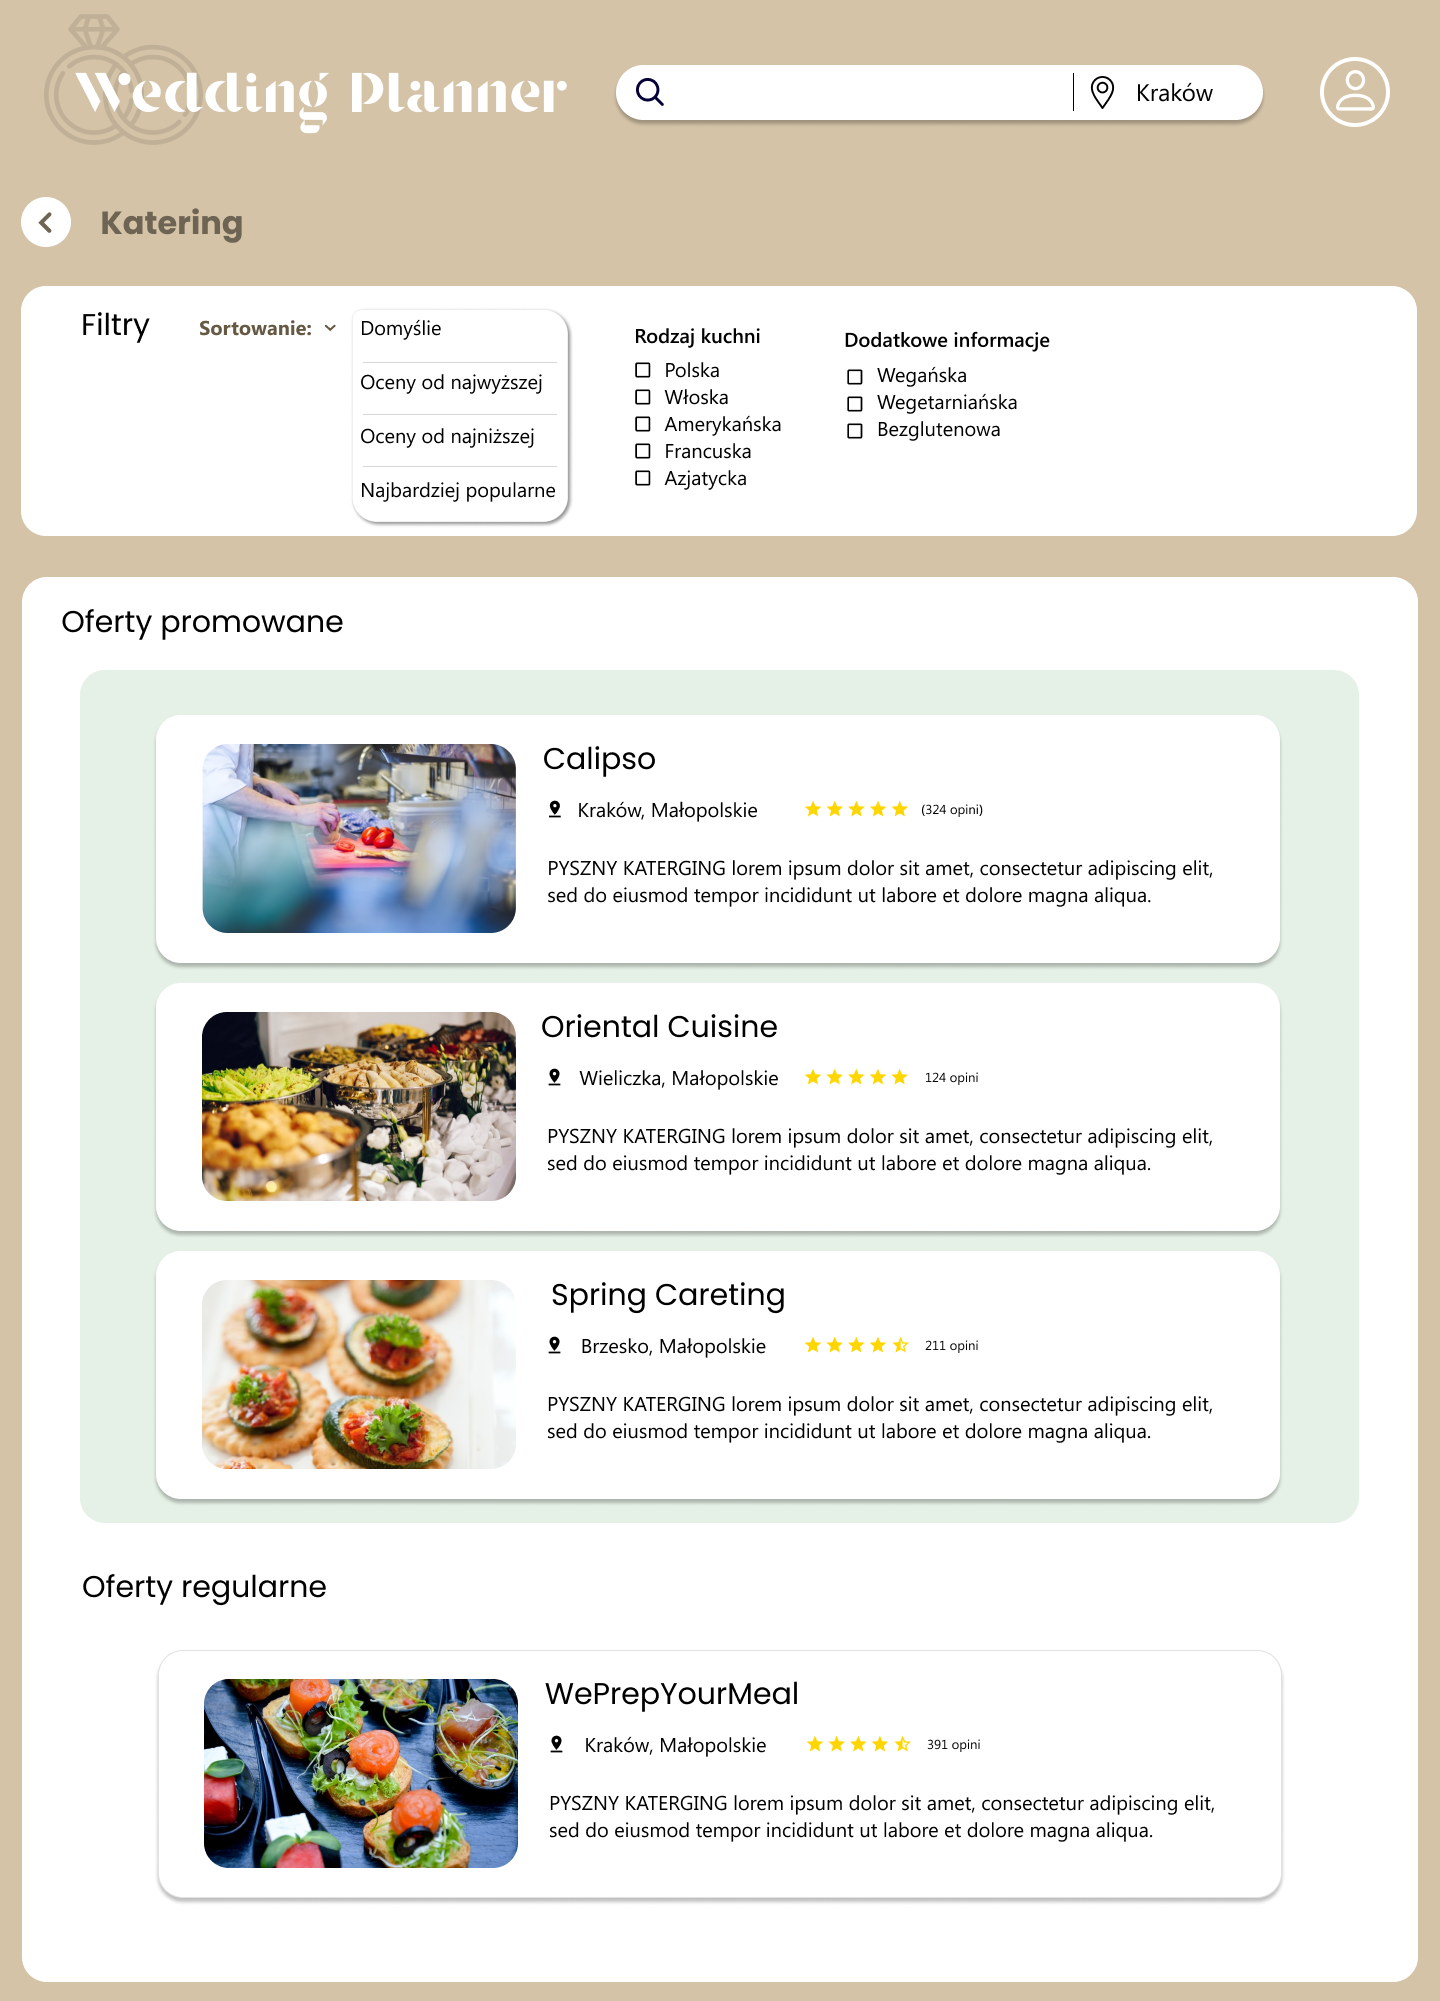 Wedding Planner
Kraków
Katering
Filtry
Sortowanie:
Domyślie
Oceny od najwyższej
Oceny od najniższej
Najbardziej popularne
Rodzaj kuchni
Polska
Włoska
Amerykańska
Francuska
Azjatycka
Dodatkowe informacje
Wegańska
Wegetarniańska
Bezglutenowa
Oferty promowane
Calipso
Kraków, Małopolskie (324 opini)
PYSZNY KATERGING lorem ipsum dolor sit amet, consectetur adipiscing elit,
sed do eiusmod tempor incididunt ut labore et dolore magna aliqua.
Oriental Cuisine
Wieliczka, Małopolskie 124 opini
PYSZNY KATERGING lorem ipsum dolor sit amet, consectetur adipiscing elit,
sed do eiusmod tempor incididunt ut labore et dolore magna aliqua.
Spring Careting
Brzesko, Małopolskie 211 opini
PYSZNY KATERGING lorem ipsum dolor sit amet, consectetur adipiscing elit,
sed do eiusmod tempor incididunt ut labore et dolore magna aliqua.
Oferty regularne
WePrepYourMeal
Kraków, Małopolskie 391 opini
PYSZNY KATERGING lorem ipsum dolor sit amet, consectetur adipiscing elit,
sed do eiusmod tempor incididunt ut labore et dolore magna aliqua.